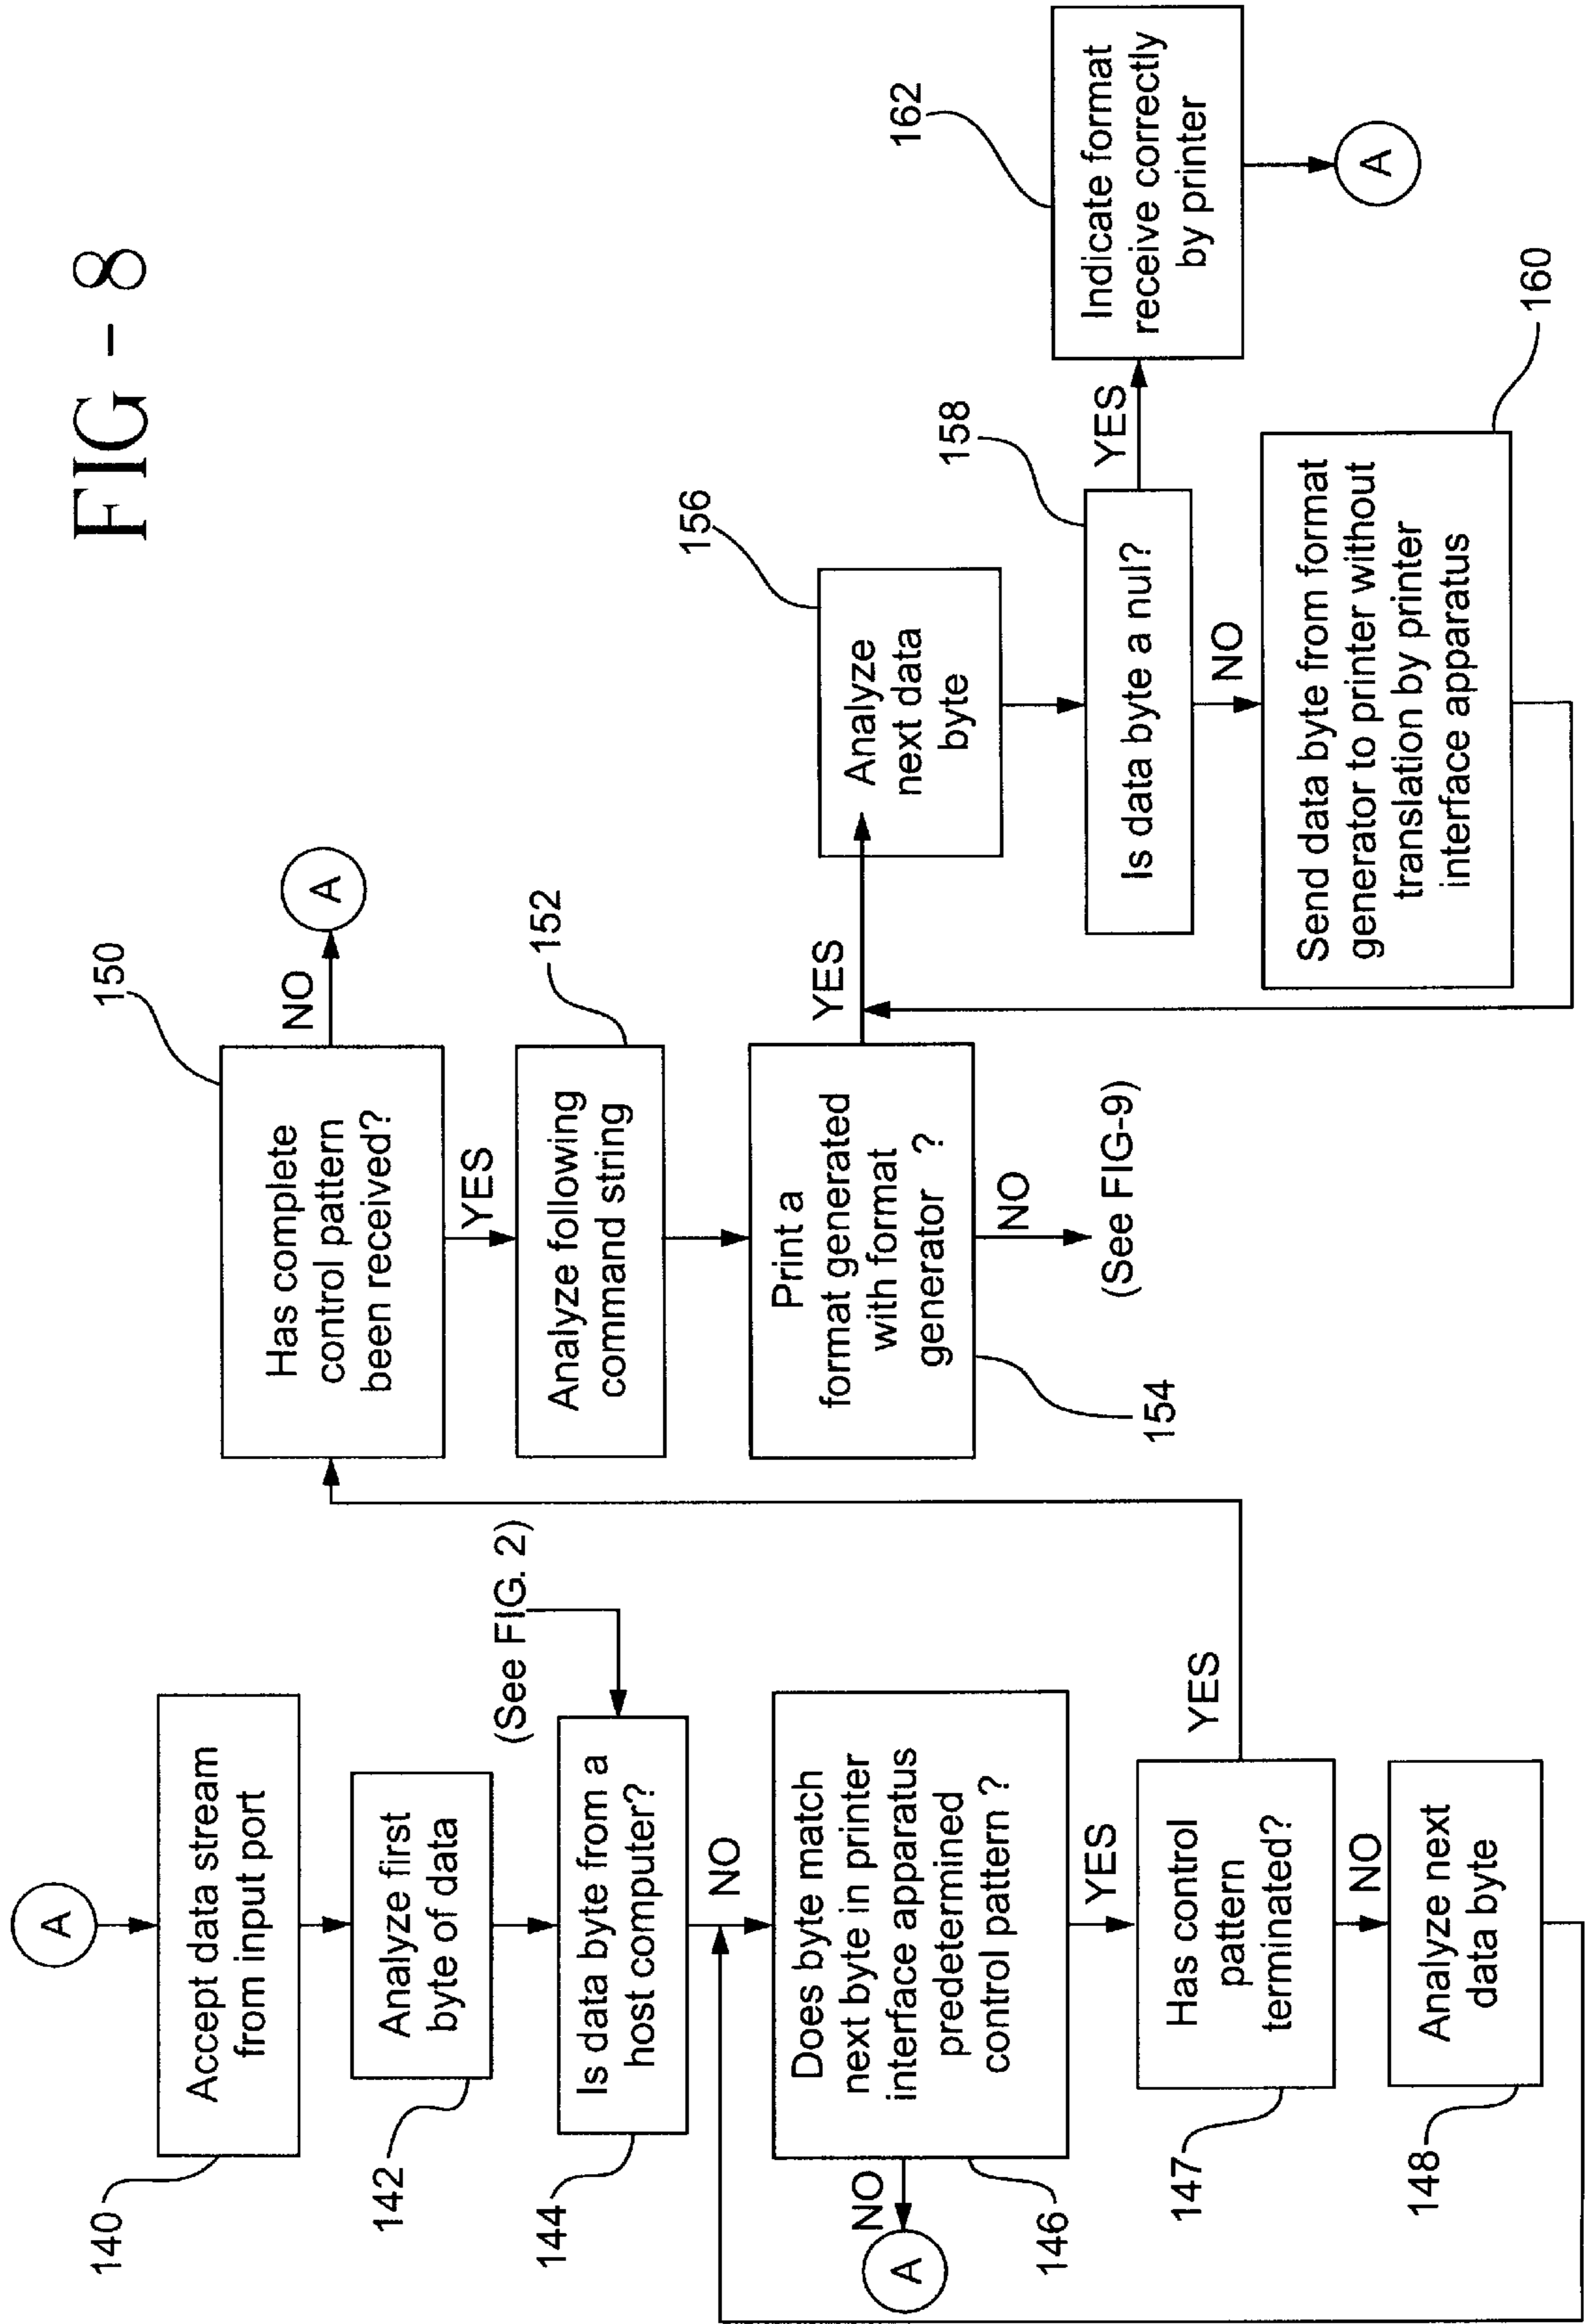 FIG - 8
A
140
Accept data stream
from input port
142
Analyze first
byte of data
(See FIG. 2)
144
Is data byte from a
host computer?
NO
146
Does byte match
next byte in printer
interface apparatus
predetermined
control pattern ?
NO
A
YES
147
Has control
pattern
terminated?
YES
NO
148
Analyze next
data byte
150
Has complete
control pattern
been received?
NO
A
YES
152
Analyze following
command string
154
Print a
format generated
with format
generator ?
YES
NO
(See FIG-9)
156
Analyze
next data
byte
158
Is data byte a nul?
YES
NO
160
Send data byte from format
generator to printer without
translation by printer
interface apparatus
162
Indicate format
receive correctly
by printer
A